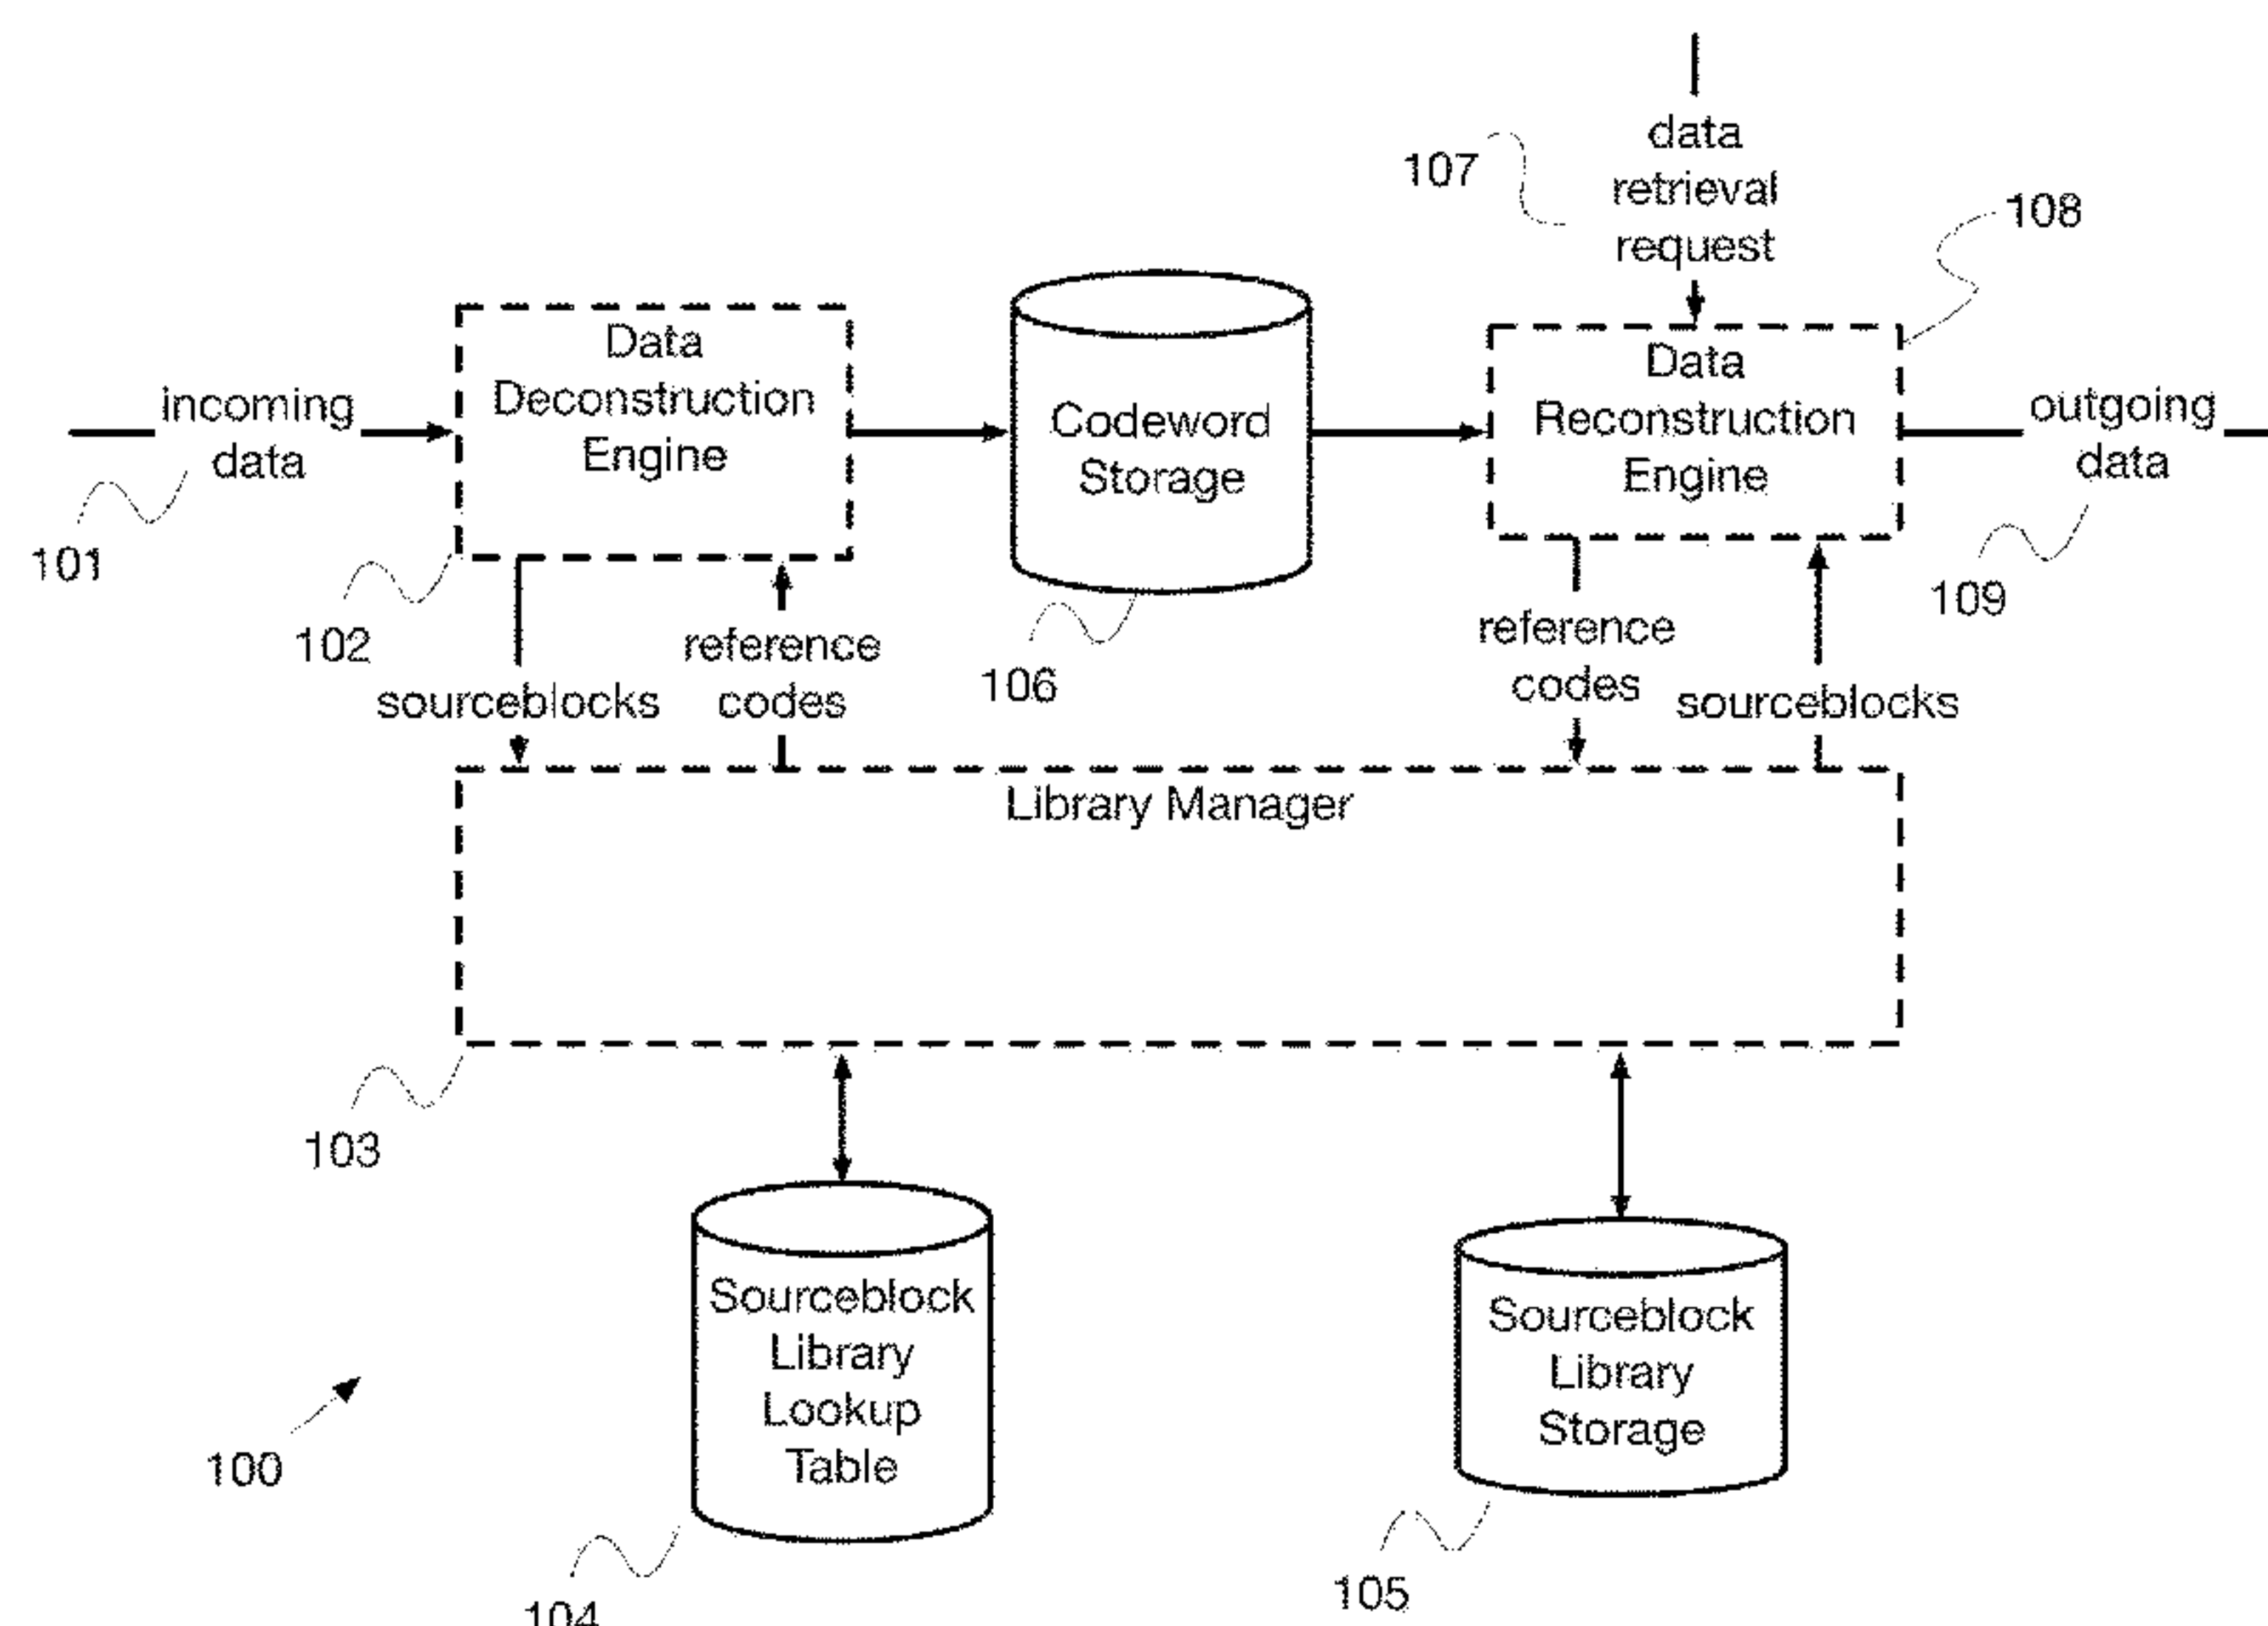 data
retrieval
request
107
108
Data
Deconstruction
Engine
incoming
data
101
102
Codeword
Storage
106
Data
Reconstruction
Engine
outgoing
data
109
sourceblocks
reference
codes
reference
codes
sourceblocks
Library Manager
103
Sourceblock
Library
Lookup
Table
104
Sourceblock
Library
Storage
105
100